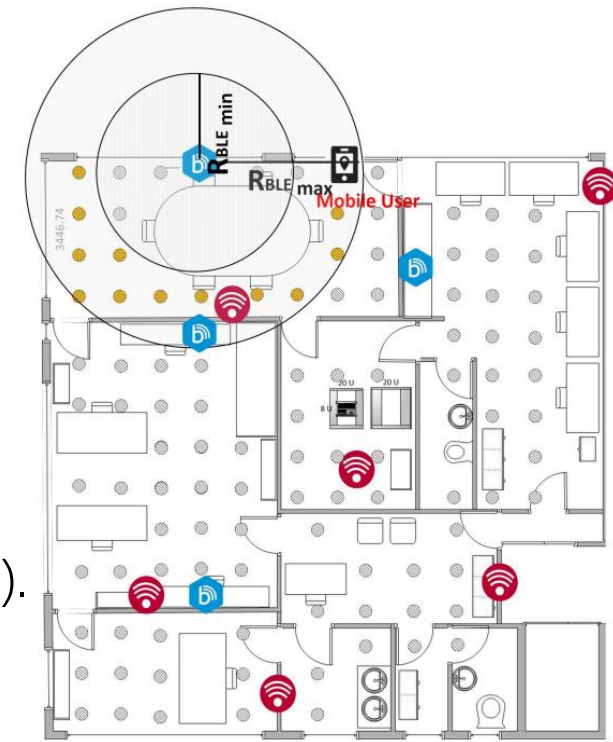 RBLE min
RBLE max
Mobile User
3446.74
20 U
20 U
8 U
).